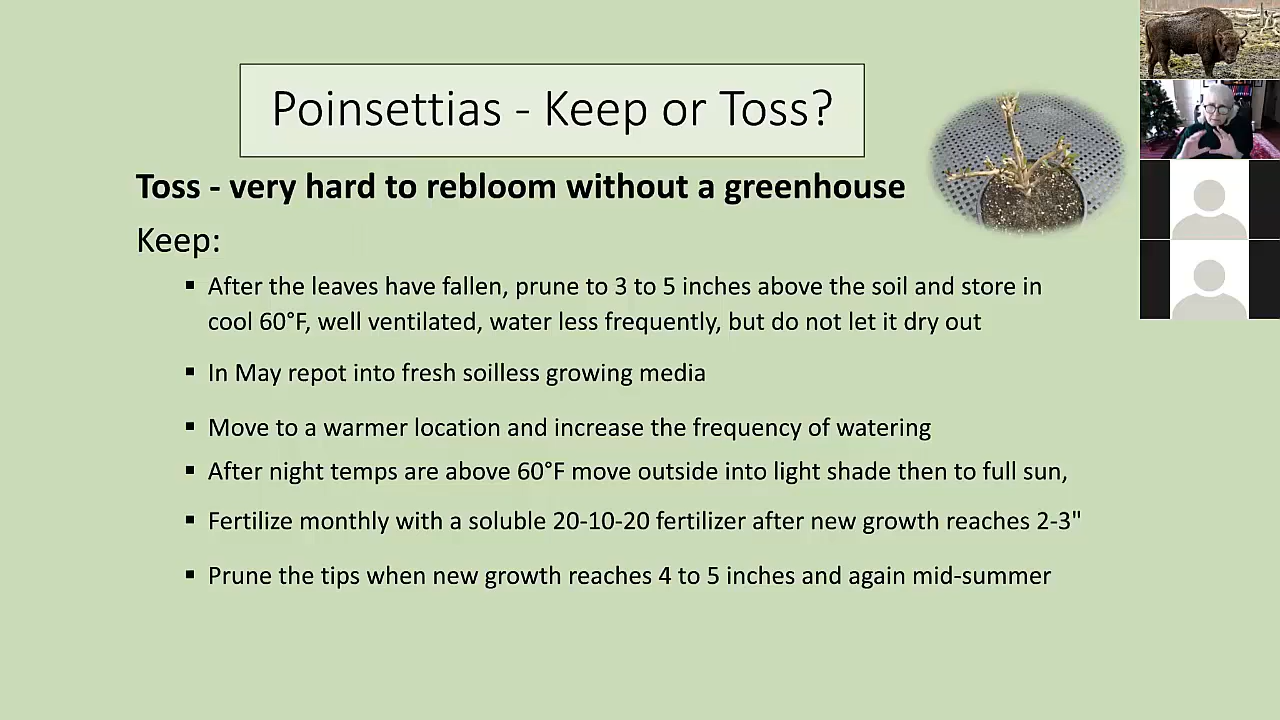 Poinsettias - Keep or Toss?
Toss - very hard to rebloom without a greenhouse
Keep:
▪ After the leaves have fallen, prune to 3 to 5 inches above the soil and store in
cool 60°F, well ventilated, water less frequently, but do not let it dry out
▪ In May repot into fresh soilless growing media
▪ Move to a warmer location and increase the frequency of watering
▪ After night temps are above 60°F move outside into light shade then to full sun,
▪ Fertilize monthly with a soluble 20-10-20 fertilizer after new growth reaches 2-3"
▪ Prune the tips when new growth reaches 4 to 5 inches and again mid-summer